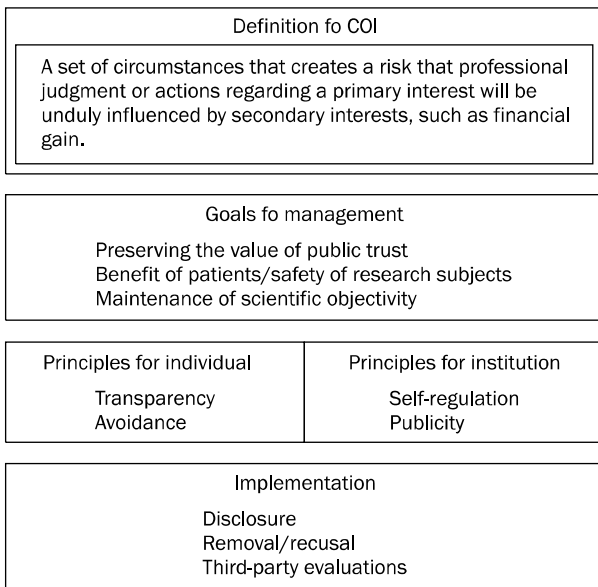 Definition fo COI
A set of circumstances that creates a risk that professional
judgment or actions regarding a primary interest will be
unduly influenced by secondary interests, such as financial
gain.
Goals fo management
Preserving the value of public trust
Benefit of patients/safety of research subjects
Maintenance of scientific objectivity
Principles for individual
Transparency
Avoidance
Principles for institution
Self-regulation
Publicity
Implementation
Disclosure
Removal/recusal
Third-party evaluations